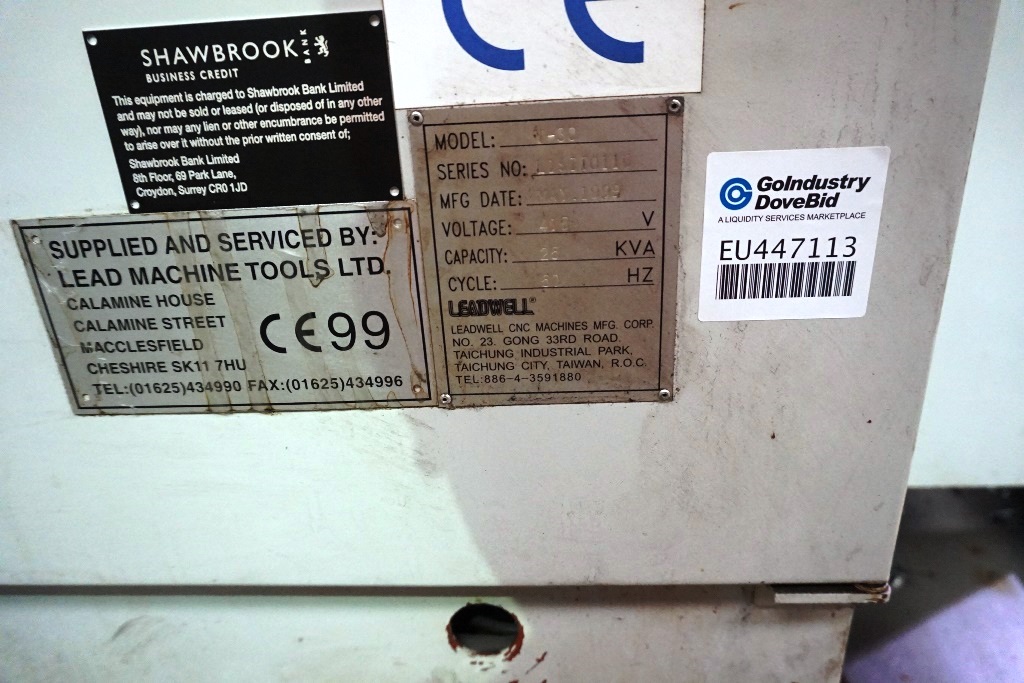 SHAWBROOK
BANK
BUSINESS CREDIT
This equipment is charged to Shawbrook Bank Limited
and may not be sold or leased (or disposed of in any other
way), nor may any lien or other encumbrance be permitted
to arise over it without the prior written consent of;
Shawbrook Bank Limited
8th Floor, 69 Park Lane,
Croydon, Surrey CR0 1JD
CE
SUPPLIED AND SERVICED BY:
LEAD MACHINE TOOLS LTD.
CALAMINE HOUSE
CALAMINE STREET
MACCLESFIELD
CHESHIRE SK11 7HU
CE99
TEL:(01625)434990 FAX:(01625)434996
MODEL:
SERIES NO:
MFG DATE: 1999
VOLTAGE: 415 V
CAPACITY: KVA
CYCLE: HZ
LEADWELL
LEADWELL CNC MACHINES MFG. CORP.
NO. 23. GONG 33RD ROAD.
TAICHUNG INDUSTRIAL PARK,
TAICHUNG CITY, TAIWAN, R.O.C.
TEL:886-4-3591880
GoIndustry
DoveBid
A LIQUIDITY SERVICES MARKETPLACE
EU447113